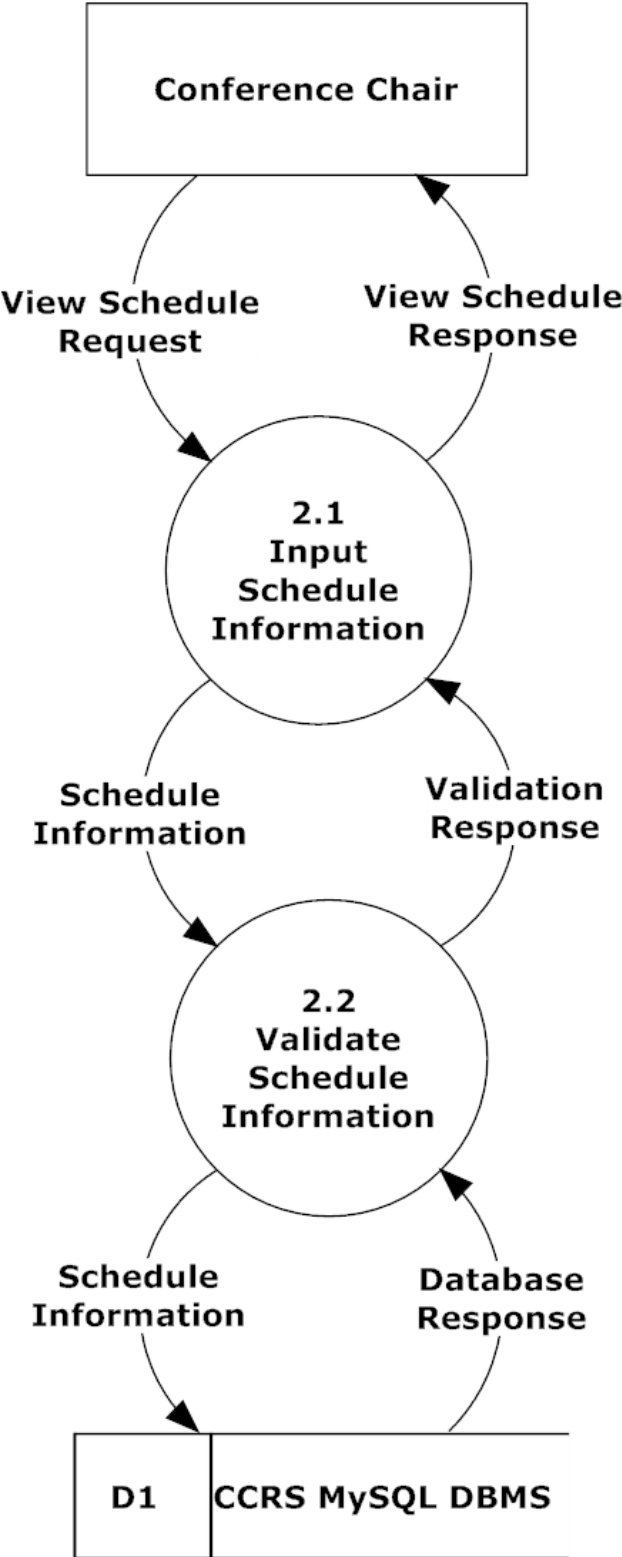 Conference Chair
View Schedule
Request
View Schedule
Response
2.1
Input
Schedule
Information
Schedule
Information
Validation
Response
2.2
Validate
Schedule
Information
Schedule
Information
Database
Response
D1
CCRS MySQL DBMS